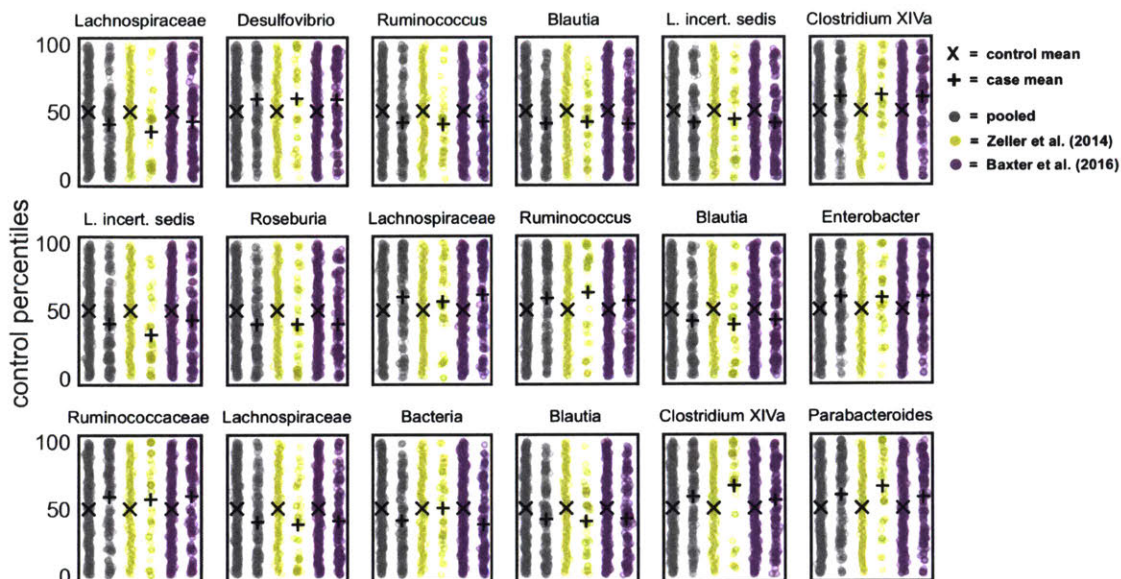 Lachnospiraceae Desulfovibrio Ruminococcus Blautia L. incert. sedis Clostridium XIVa
100
50
0
X = control mean
+ = case mean
= pooled
= Zeller et al. (2014)
= Baxter et al. (2016)
control percentiles
L. incert. sedis Roseburia Lachnospiraceae Ruminococcus Blautia Enterobacter
100
50
0
Ruminococcaceae Lachnospiraceae Bacteria Blautia Clostridium XIVa Parabacteroides
100
50
0